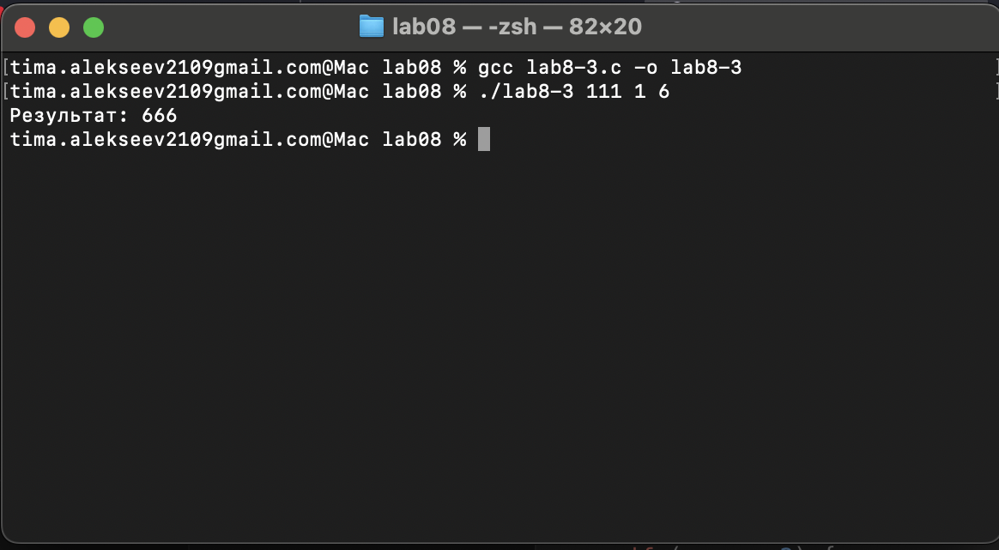 lab08 — -zsh — 82×20
[tima.alekseev2109gmail.com@Mac lab08 % gcc lab8-3.c -o lab8-3 ]
[tima.alekseev2109gmail.com@Mac lab08 % ./lab8-3 111 1 6 ]
Результат: 666
tima.alekseev2109gmail.com@Mac lab08 %